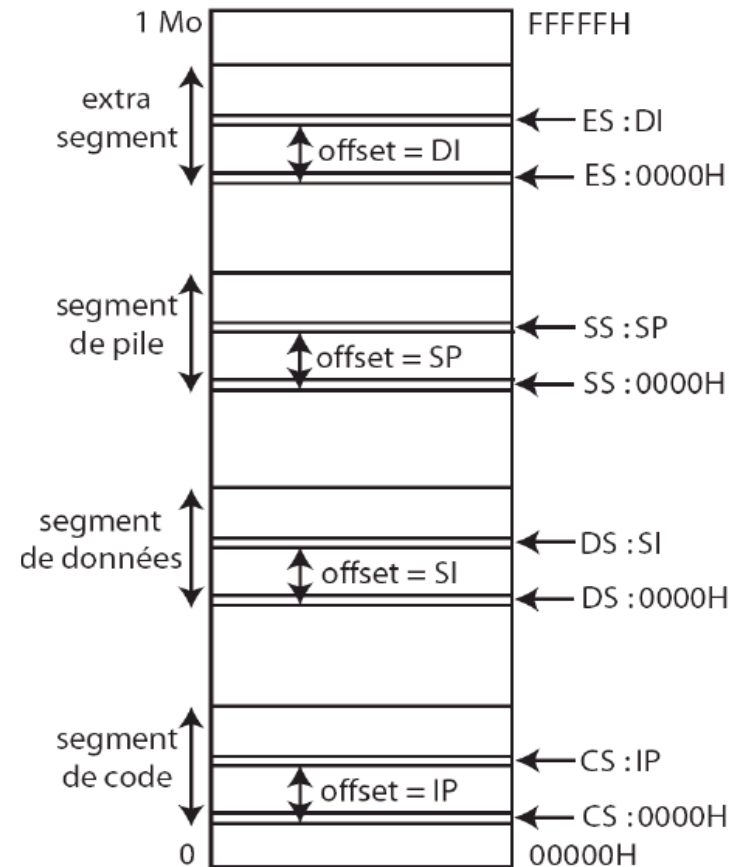 1 Mo
FFFFFH
extra
segment
ES : DI
offset = DI
ES : 0000H
segment
de pile
SS : SP
offset = SP
SS : 0000H
segment
de données
DS : SI
offset = SI
DS : 0000H
segment
de code
CS : IP
offset = IP
CS : 0000H
0
00000H